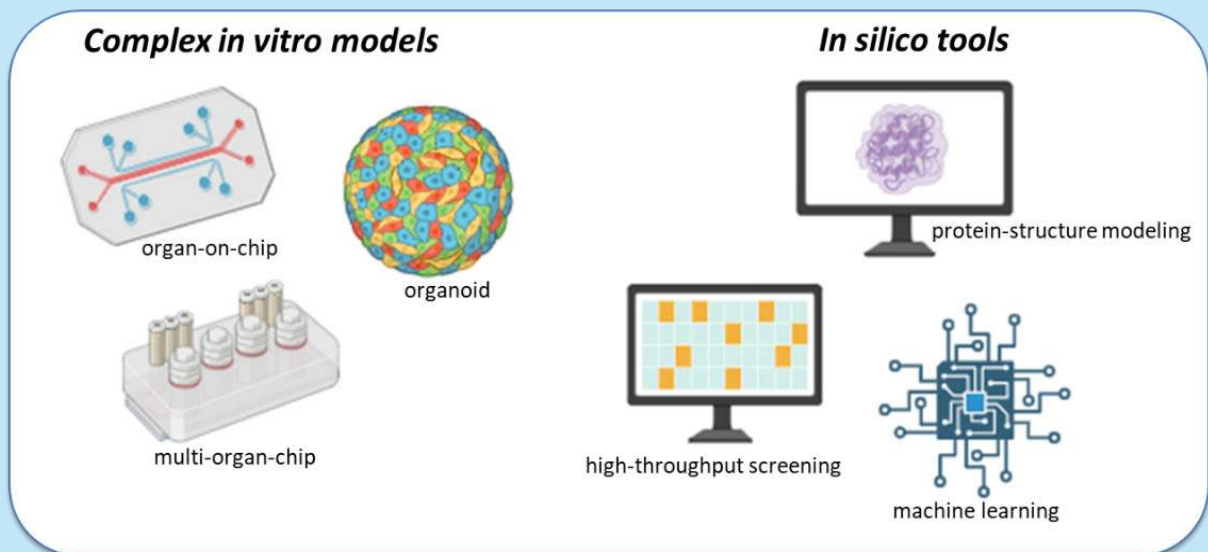 Complex in vitro models
In silico tools
organ-on-chip
organoid
multi-organ-chip
protein-structure modeling
high-throughput screening
machine learning